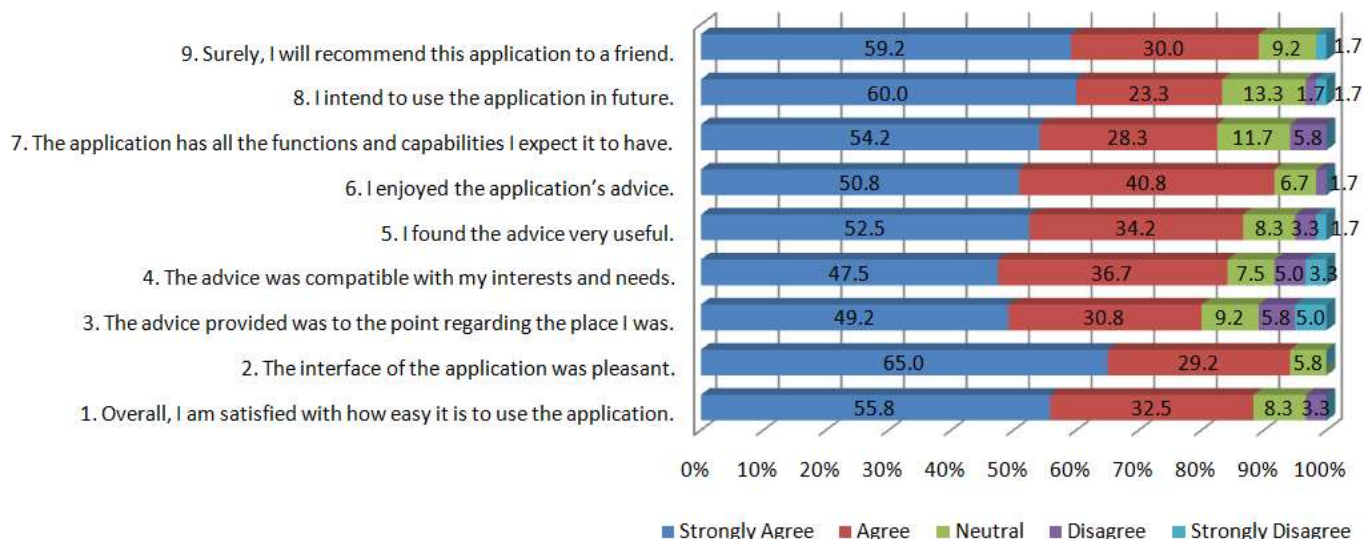 9. Surely, I will recommend this application to a friend. 59.2 30.0 9.2 1.7
8. I intend to use the application in future. 60.0 23.3 13.3 1.7 1.7
7. The application has all the functions and capabilities I expect it to have. 54.2 28.3 11.7 5.8
6. I enjoyed the application’s advice. 50.8 40.8 6.7 1.7
5. I found the advice very useful. 52.5 34.2 8.3 3.3 1.7
4. The advice was compatible with my interests and needs. 47.5 36.7 7.5 5.0 3.3
3. The advice provided was to the point regarding the place I was. 49.2 30.8 9.2 5.8 5.0
2. The interface of the application was pleasant. 65.0 29.2 5.8
1. Overall, I am satisfied with how easy it is to use the application. 55.8 32.5 8.3 3.3
0% 10% 20% 30% 40% 50% 60% 70% 80% 90% 100%
Strongly Agree Agree Neutral Disagree Strongly Disagree